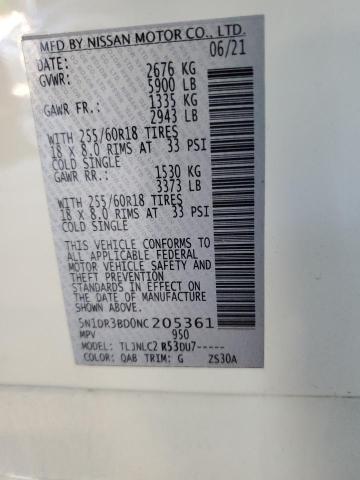 MFD BY NISSAN MOTOR CO., LTD.
DATE: 06/21
GVWR: 2676 KG
5900 LB
GAWR FR.: 1335 KG
2943 LB
WITH 255/60R18 TIRES
18 X 8.0 RIMS AT 33 PSI
COLD SINGLE
GAWR RR.: 1530 KG
3373 LB
WITH 255/60R18 TIRES
18 X 8.0 RIMS AT 33 PSI
COLD SINGLE
THIS VEHICLE CONFORMS TO
ALL APPLICABLE FEDERAL
MOTOR VEHICLE SAFETY AND
THEFT PREVENTION
STANDARDS IN EFFECT ON
THE DATE OF MANUFACTURE
SHOWN ABOVE.
5N1DR3BD0NC205361
MPV 950
MODEL: TLJNLC2 R53DU7-----
COLOR: QAB TRIM: G ZS30A